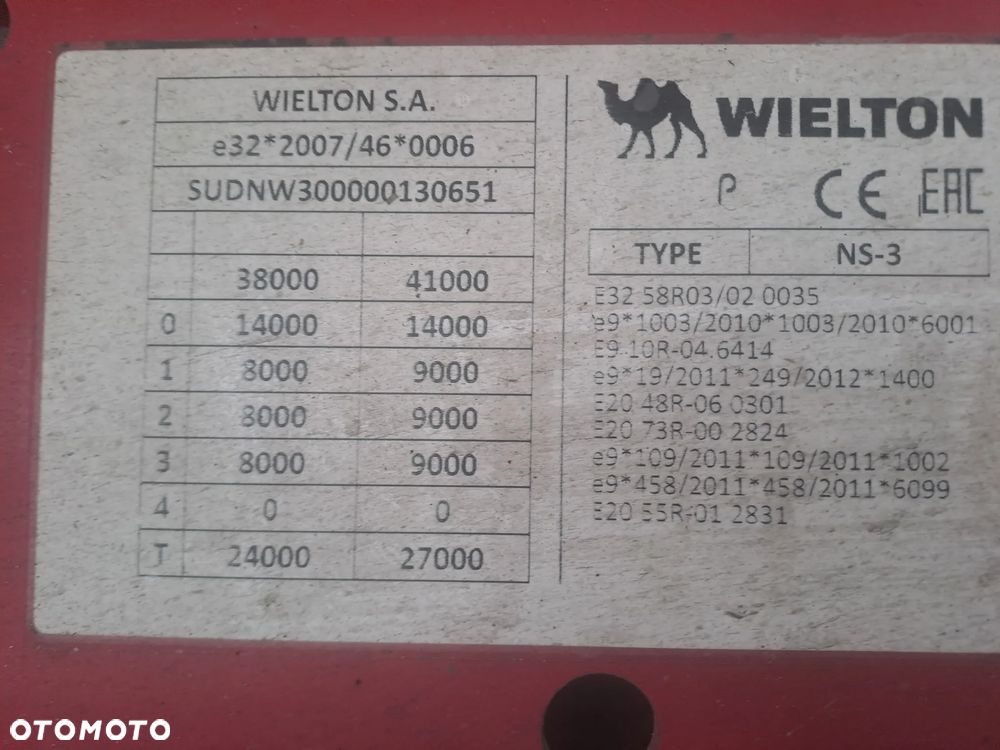 WIELTON S.A.
e32*2007/46*0006
SUDNW300000130651
38000 41000
0 14000 14000
1 8000 9000
2 8000 9000
3 8000 9000
4 0 0
T 24000 27000
WIELTON
P CE EAC
TYPE NS-3
E32 58R03/02 0035
e9*1003/2010*1003/2010*6001
E9 10R-04.6414
e9*19/2011*249/2012*1400
E20 48R-06 0301
E20 73R-00 2824
e9*109/2011*109/2011*1002
e9*458/2011*458/2011*6099
E20 55R-01 2831
OTOMOTO